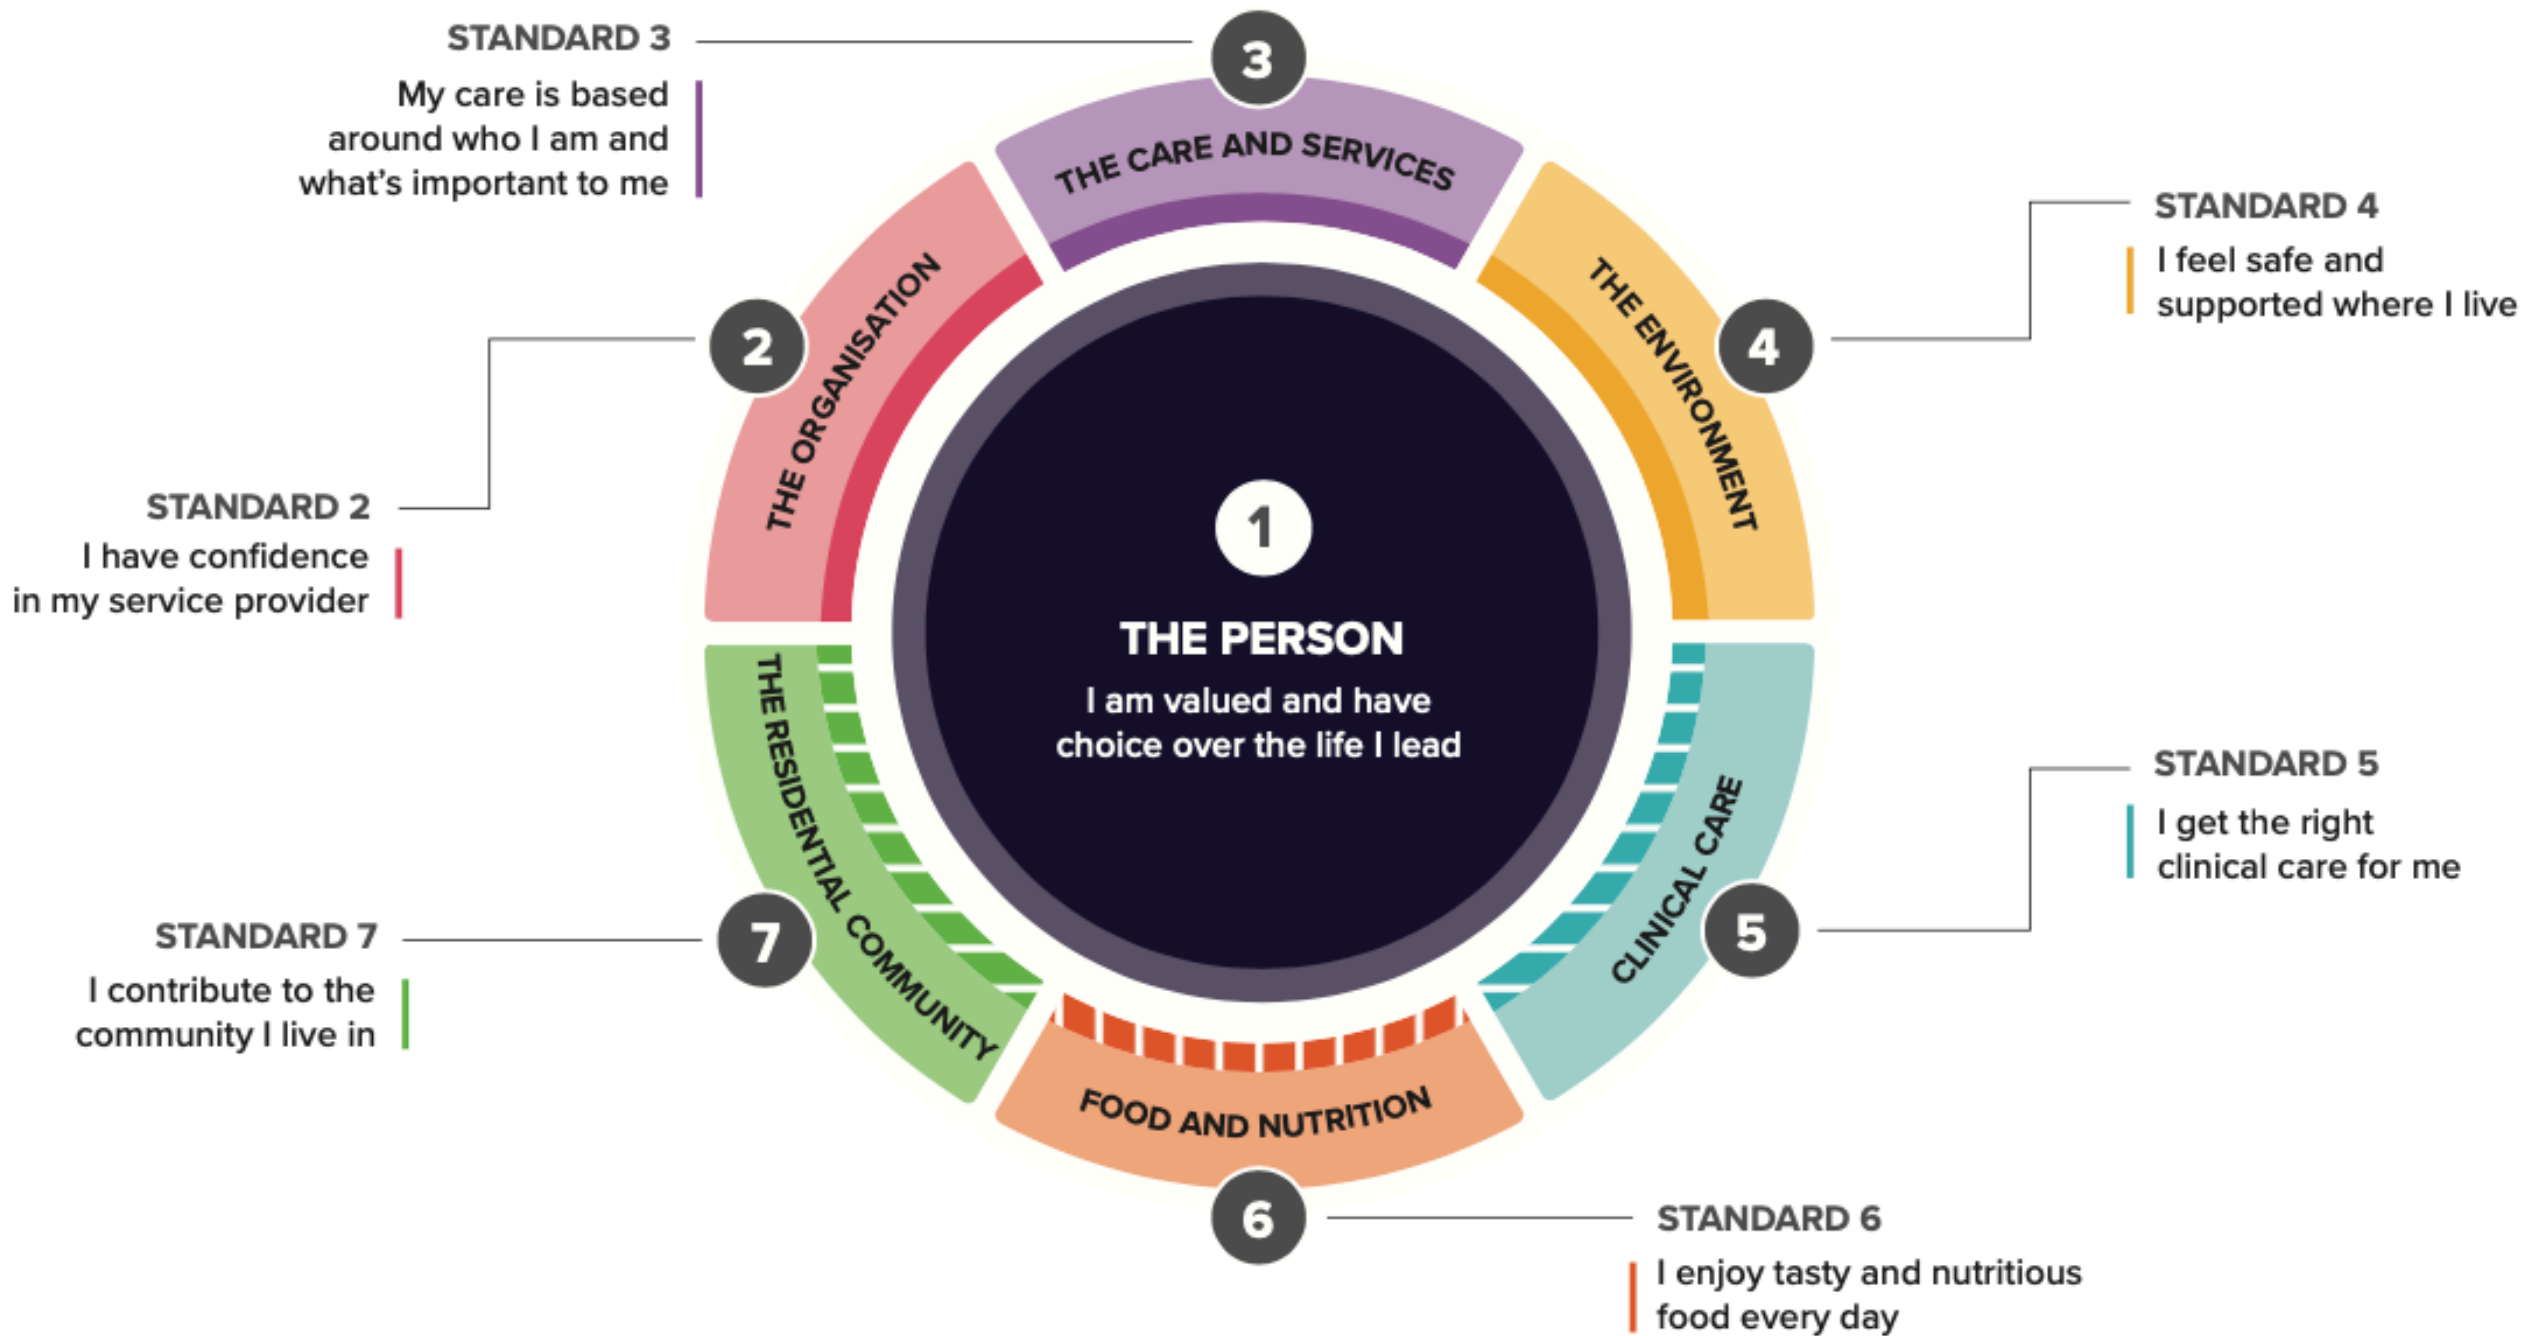 STANDARD 3
My care is based
around who I am and
what's important to me
3
THE CARE AND SERVICES
STANDARD 4
I feel safe and
supported where I live
4
THE ENVIRONMENT
2
THE ORGANISATION
STANDARD 2
I have confidence
in my service provider
1
THE PERSON
I am valued and have
choice over the life I lead
STANDARD 5
I get the right
clinical care for me
5
CLINICAL CARE
THE RESIDENTIAL COMMUNITY
7
STANDARD 7
I contribute to the
community I live in
FOOD AND NUTRITION
6
STANDARD 6
I enjoy tasty and nutritious
food every day